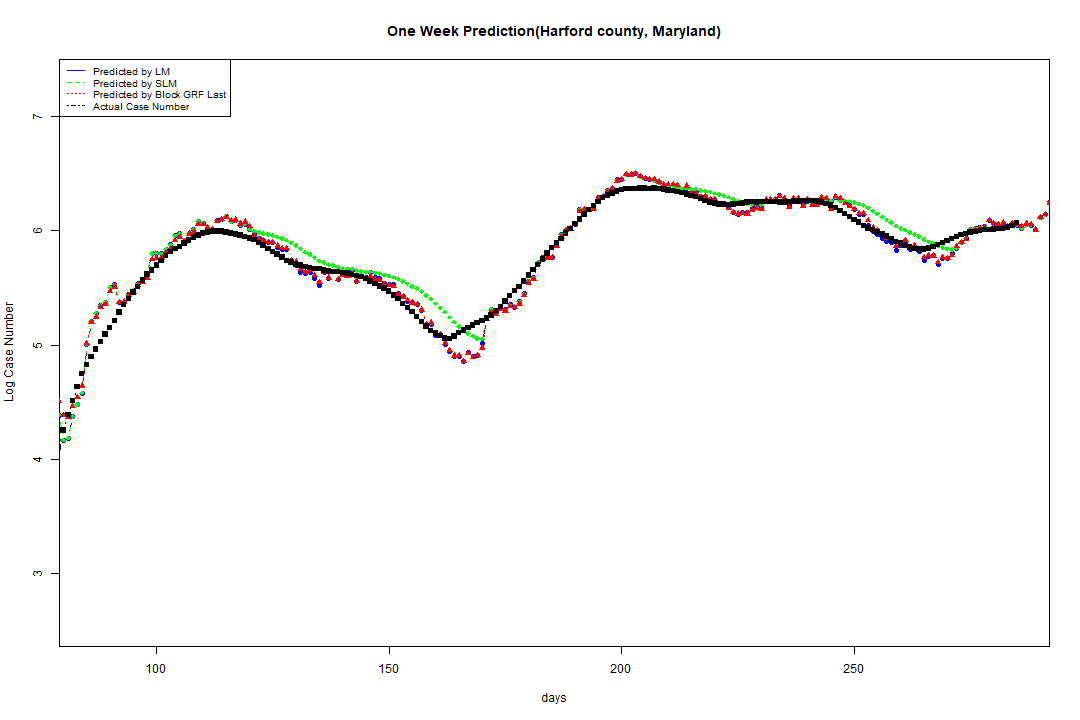 One Week Prediction(Harford county, Maryland)
Predicted by LM
Predicted by SLM
Predicted by Block GRF Last
Actual Case Number
7
6
5
4
3
Log Case Number
100 150 200 250
days